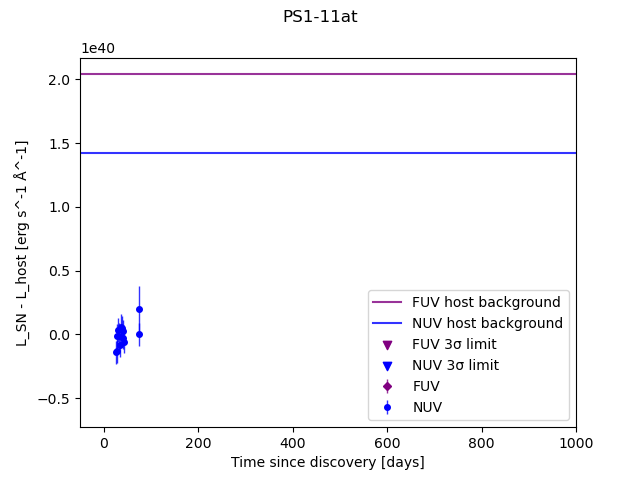 PS1-11at
1e40
L_SN - L_host [erg s^-1 Å^-1]
2.0
1.5
1.0
0.5
0.0
−0.5
FUV host background
NUV host background
FUV 3σ limit
NUV 3σ limit
FUV
NUV
0 200 400 600 800 1000
Time since discovery [days]